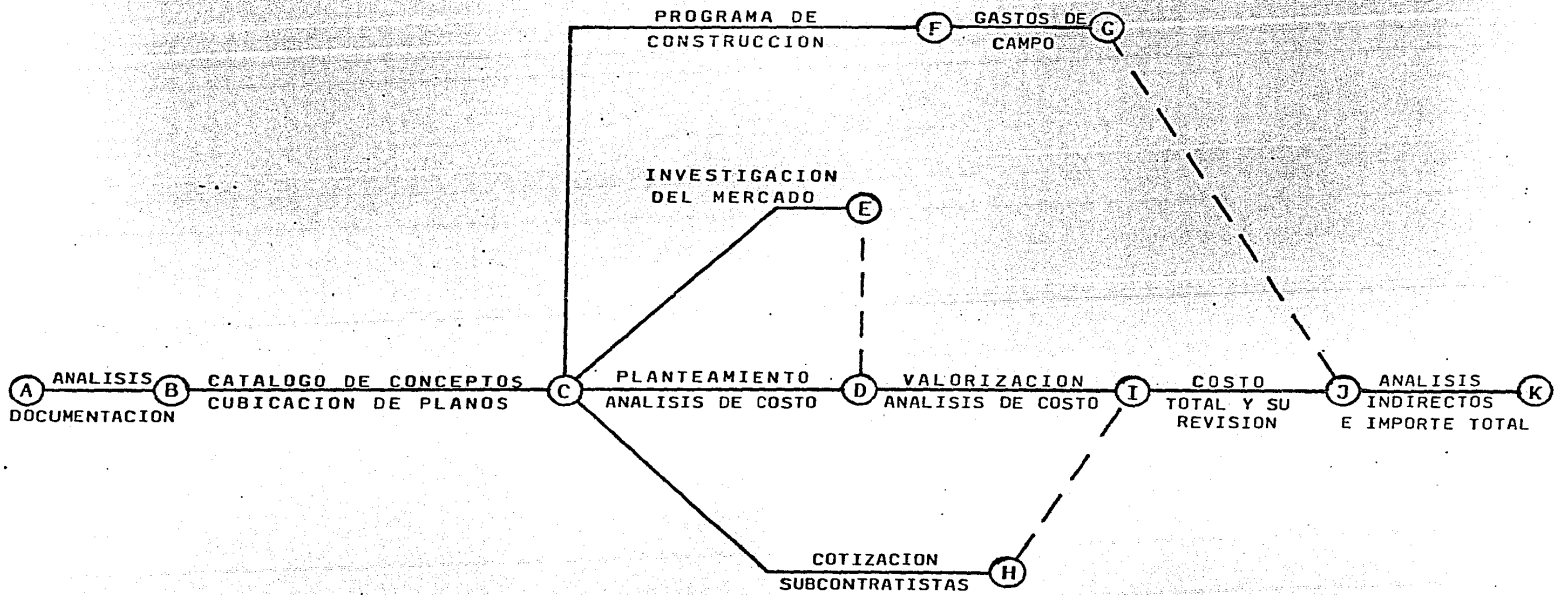 PROGRAMA DE
CONSTRUCCION
F
GASTOS DE
CAMPO
G
INVESTIGACION
DEL MERCADO
E
A
ANALISIS
DOCUMENTACION
B
CATALOGO DE CONCEPTOS
CUBICACION DE PLANOS
C
PLANTEAMIENTO
ANALISIS DE COSTO
D
VALORIZACION
ANALISIS DE COSTO
I
COSTO
TOTAL Y SU
REVISION
J
ANALISIS
INDIRECTOS
E IMPORTE TOTAL
K
COTIZACION
SUBCONTRATISTAS
H